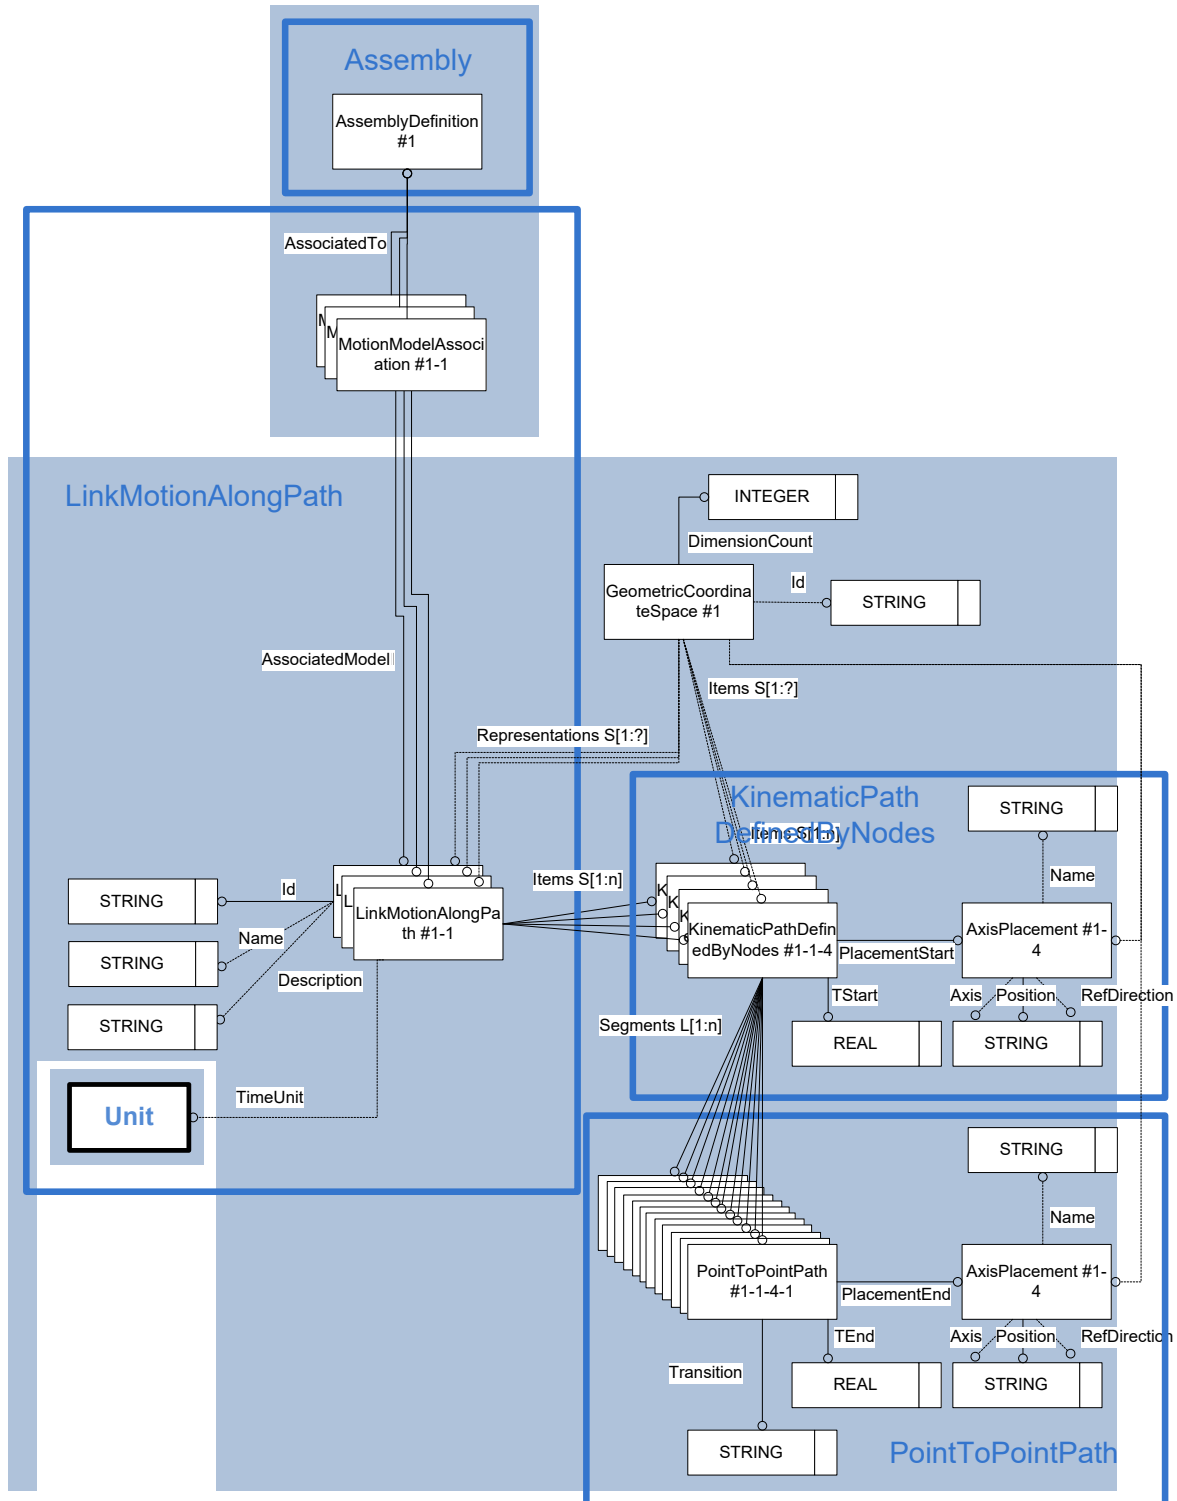 Assembly
AssemblyDefinition
#1
AssociatedTo
M
M
MotionModelAssoci
ation #1-1
LinkMotionAlongPath
INTEGER
DimensionCount
GeometricCoordina
teSpace #1
Id
STRING
AssociatedModel
Items S[1:?]
Representations S[1:?]
KinematicPath
DefinedByNodes
Items S[1:n]
STRING
Name
Items S[1:n]
STRING
Id
L
L
LinkMotionAlongPa
th #1-1
K
K
K
KinematicPathDefin
edByNodes #1-1-4
PlacementStart
AxisPlacement #1-
4
Name
STRING
Description
STRING
TStart
Axis
Position
RefDirection
Segments L[1:n]
REAL
STRING
TimeUnit
Unit
STRING
Name
PointToPointPath
#1-1-4-1
PlacementEnd
AxisPlacement #1-
4
TEnd
Axis
Position
RefDirection
Transition
REAL
STRING
STRING
PointToPointPath